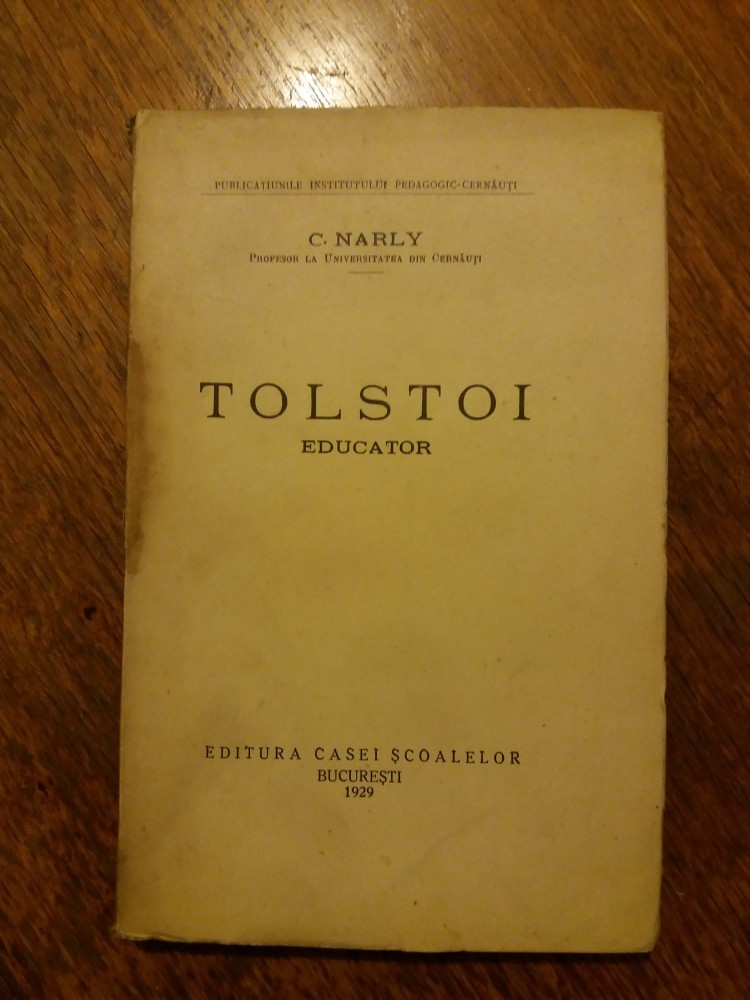 PUBLICAȚIUNILE INSTITUTULUI PEDAGOGIC-CERNĂUȚI
C. NARLY
PROFESOR LA UNIVERSITATEA DIN CERNĂUȚI
TOLSTOI
EDUCATOR
EDITURA CASEI ȘCOALELOR
BUCUREȘTI
1929